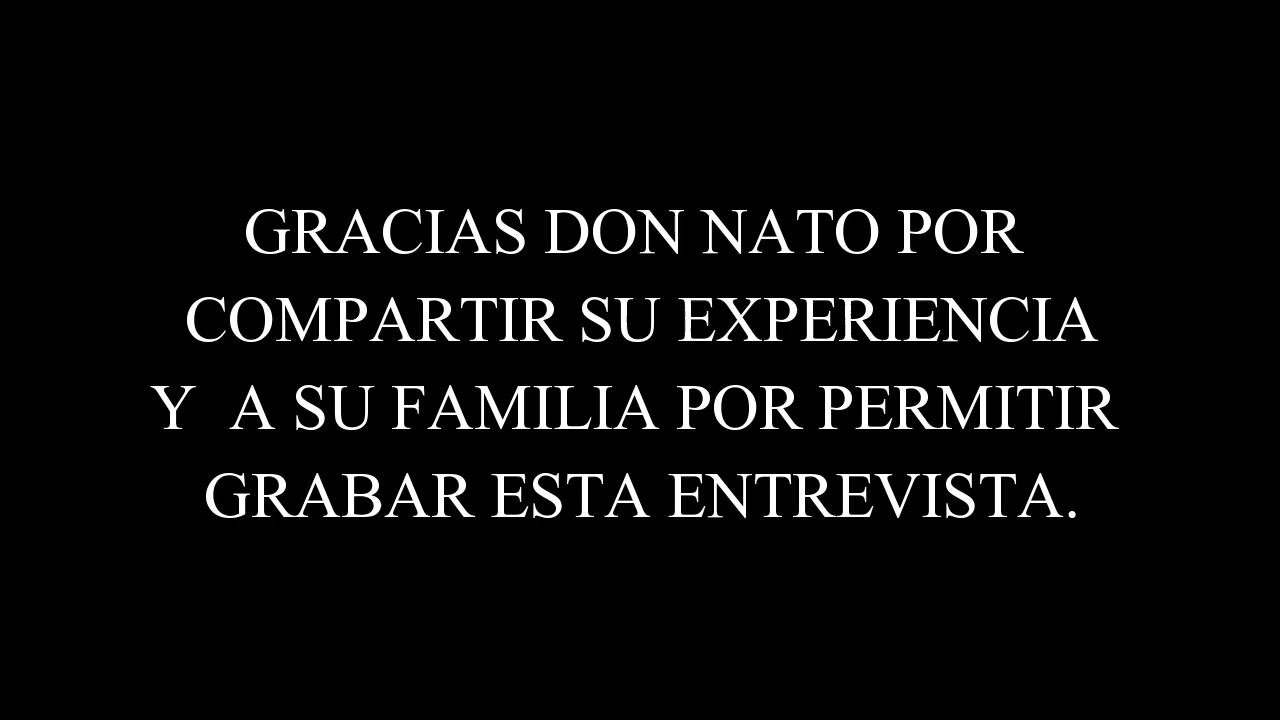 GRACIAS DON NATO POR
COMPARTIR SU EXPERIENCIA
Y  A SU FAMILIA POR PERMITIR
GRABAR ESTA ENTREVISTA.